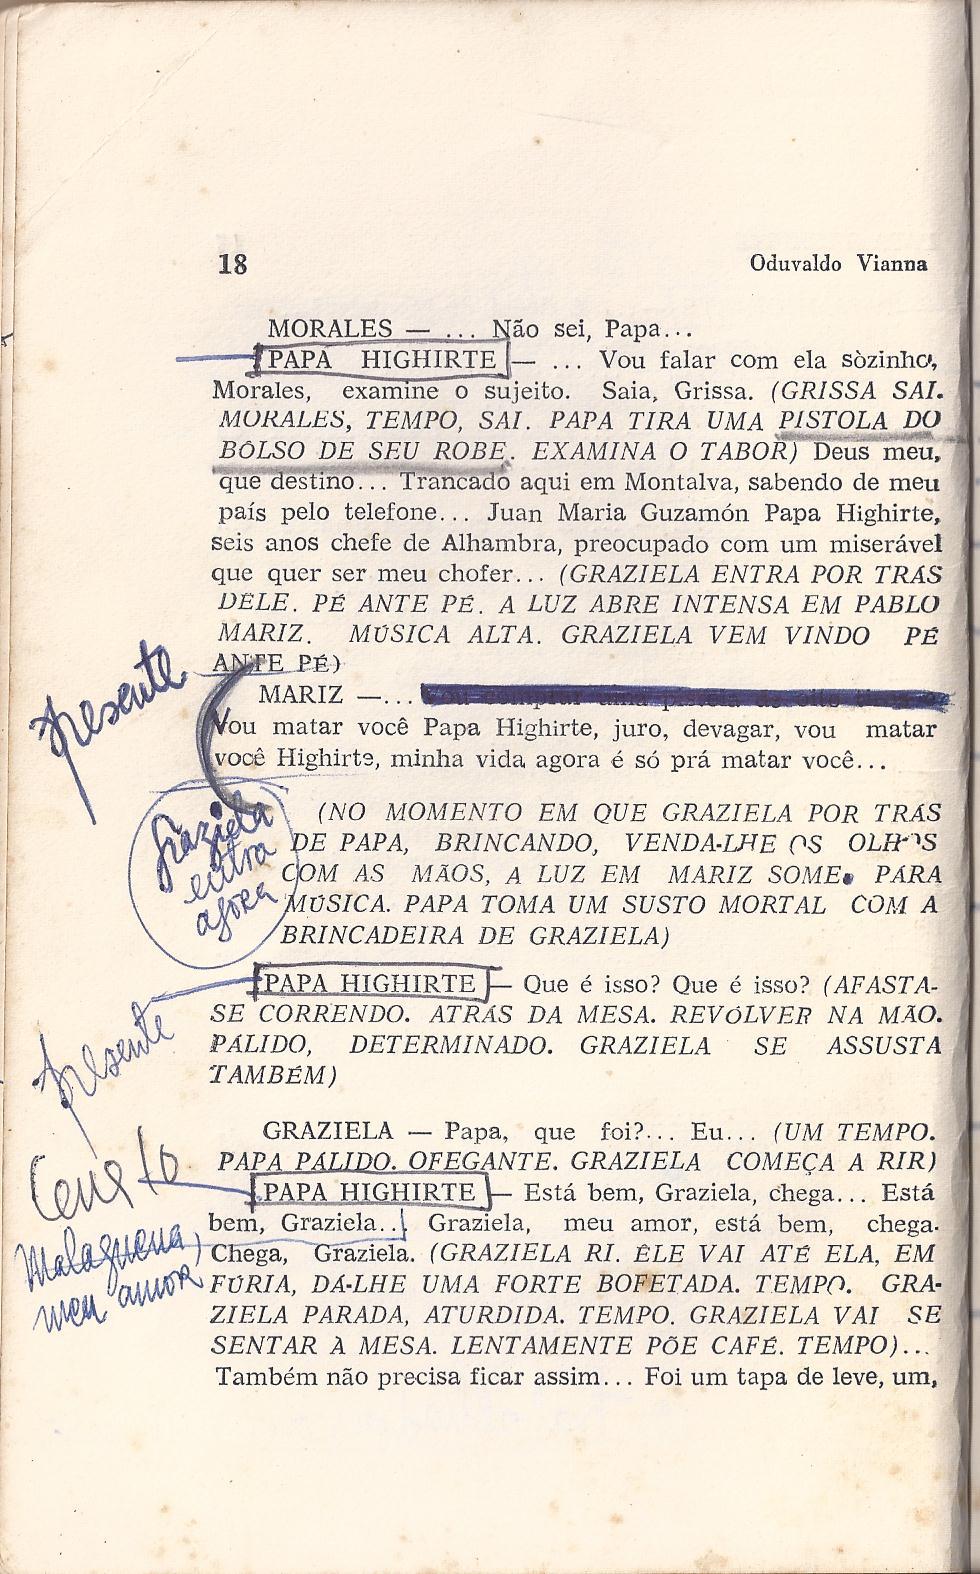 18
Oduvaldo Vianna
MORALES — ... Não sei, Papa...
PAPA HIGHIRTE — ... Vou falar com ela sòzinho,
Morales, examine o sujeito. Saia, Grissa. (GRISSA SAI.
MORALES, TEMPO, SAI. PAPA TIRA UMA PISTOLA DO
BÔLSO DE SEU ROBE. EXAMINA O TABOR) Deus meu,
que destino... Trancado aqui em Montalva, sabendo de meu
país pelo telefone... Juan Maria Guzamón Papa Highirte,
seis anos chefe de Alhambra, preocupado com um miserável
que quer ser meu chofer... (GRAZIELA ENTRA POR TRÁS
DÊLE. PÉ ANTE PÉ. A LUZ ABRE INTENSA EM PABLO
MARIZ. MÚSICA ALTA. GRAZIELA VEM VINDO PÉ
ANTE PÉ)
presente
MARIZ —...
Vou matar você Papa Highirte, juro, devagar, vou matar
você Highirte, minha vida agora é só prá matar você...
Graziela
entra
agora
(NO MOMENTO EM QUE GRAZIELA POR TRÁS
DE PAPA, BRINCANDO, VENDA-LHE OS OLHOS
COM AS MÃOS, A LUZ EM MARIZ SOME. PÁRA
MÚSICA. PAPA TOMA UM SUSTO MORTAL COM A
BRINCADEIRA DE GRAZIELA)
PAPA HIGHIRTE — Que é isso? Que é isso? (AFASTA-
SE CORRENDO. ATRÁS DA MESA. REVÓLVER NA MÃO.
PÁLIDO, DETERMINADO. GRAZIELA SE ASSUSTA
TAMBÉM)
presente
GRAZIELA — Papa, que foi?... Eu... (UM TEMPO.
PAPA PÁLIDO. OFEGANTE. GRAZIELA COMEÇA A RIR)
PAPA HIGHIRTE — Está bem, Graziela, chega... Está
bem, Graziela... Graziela, meu amor, está bem, chega.
Chega, Graziela. (GRAZIELA RI. ÊLE VAI ATÉ ELA, EM
FÚRIA, DÁ-LHE UMA FORTE BOFETADA. TEMPO. GRA-
ZIELA PARADA, ATURDIDA. TEMPO. GRAZIELA VAI SE
SENTAR À MESA. LENTAMENTE PÕE CAFÉ. TEMPO)...
Também não precisa ficar assim... Foi um tapa de leve, um,
Malaguena,
meu amor